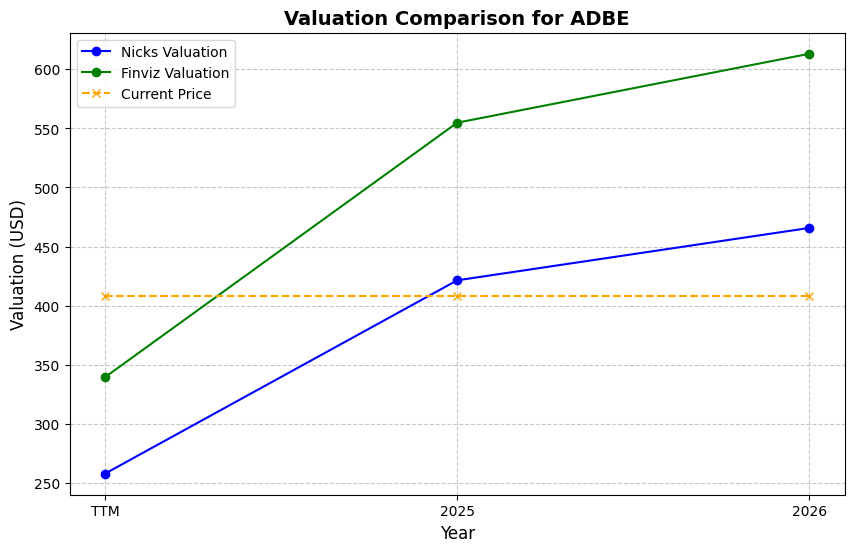 Valuation Comparison for ADBE
Nicks Valuation
Finviz Valuation
Current Price
Valuation (USD)
600
550
500
450
400
350
300
250
TTM
2025
2026
Year